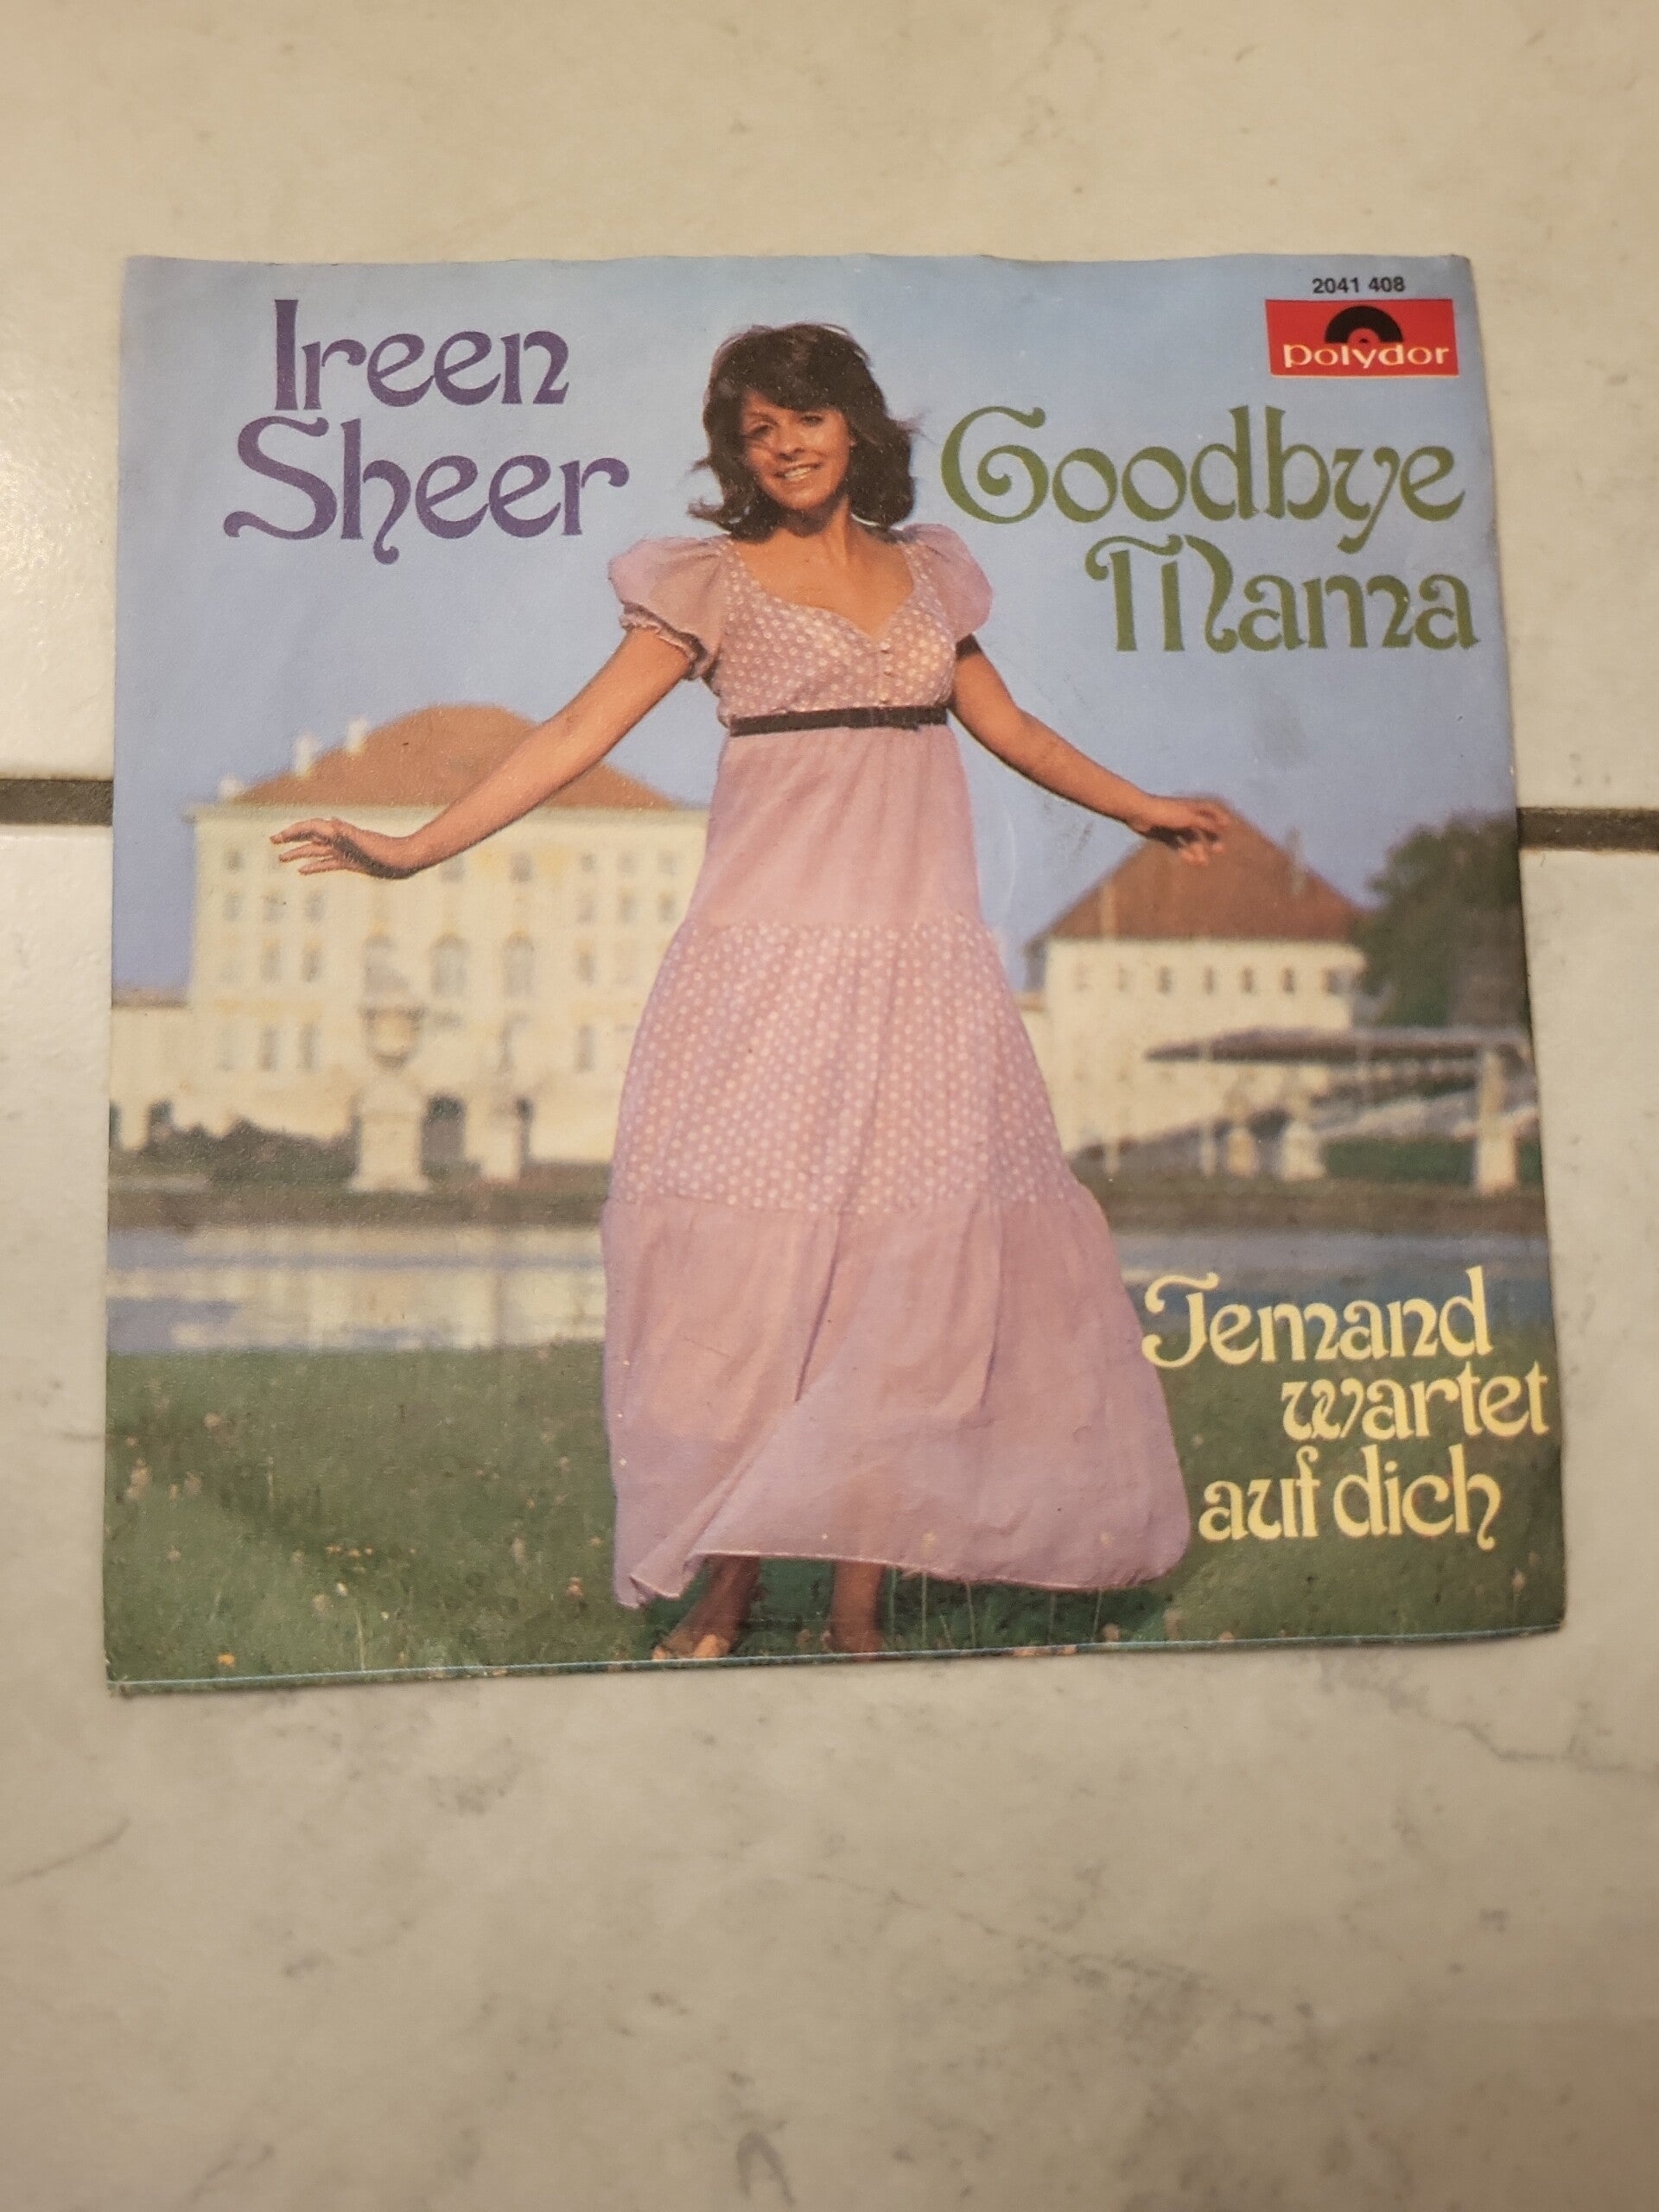 Ireen
Sheer
2041 408
polydor
Goodbye
Mama
Jemand
wartet
auf dich